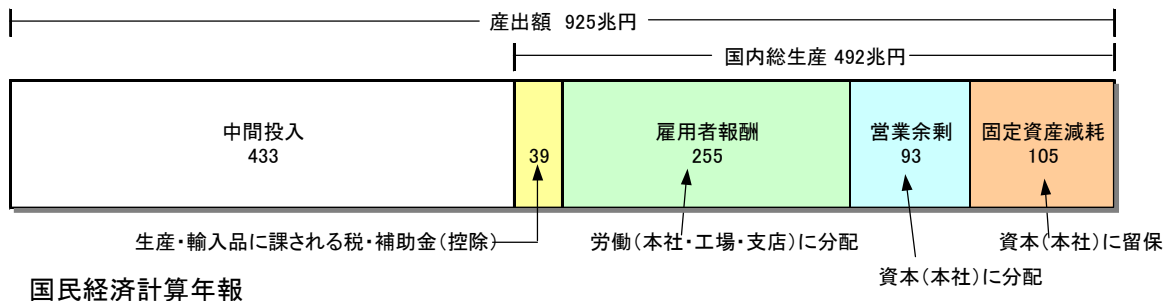 産出額 925兆円
国内総生産 492兆円
中間投入
433
39
雇用者報酬
255
営業余剰
93
固定資産減耗
105
生産・輸入品に課される税・補助金(控除)
労働(本社・工場・支店)に分配
資本(本社)に留保
資本(本社)に分配
国民経済計算年報